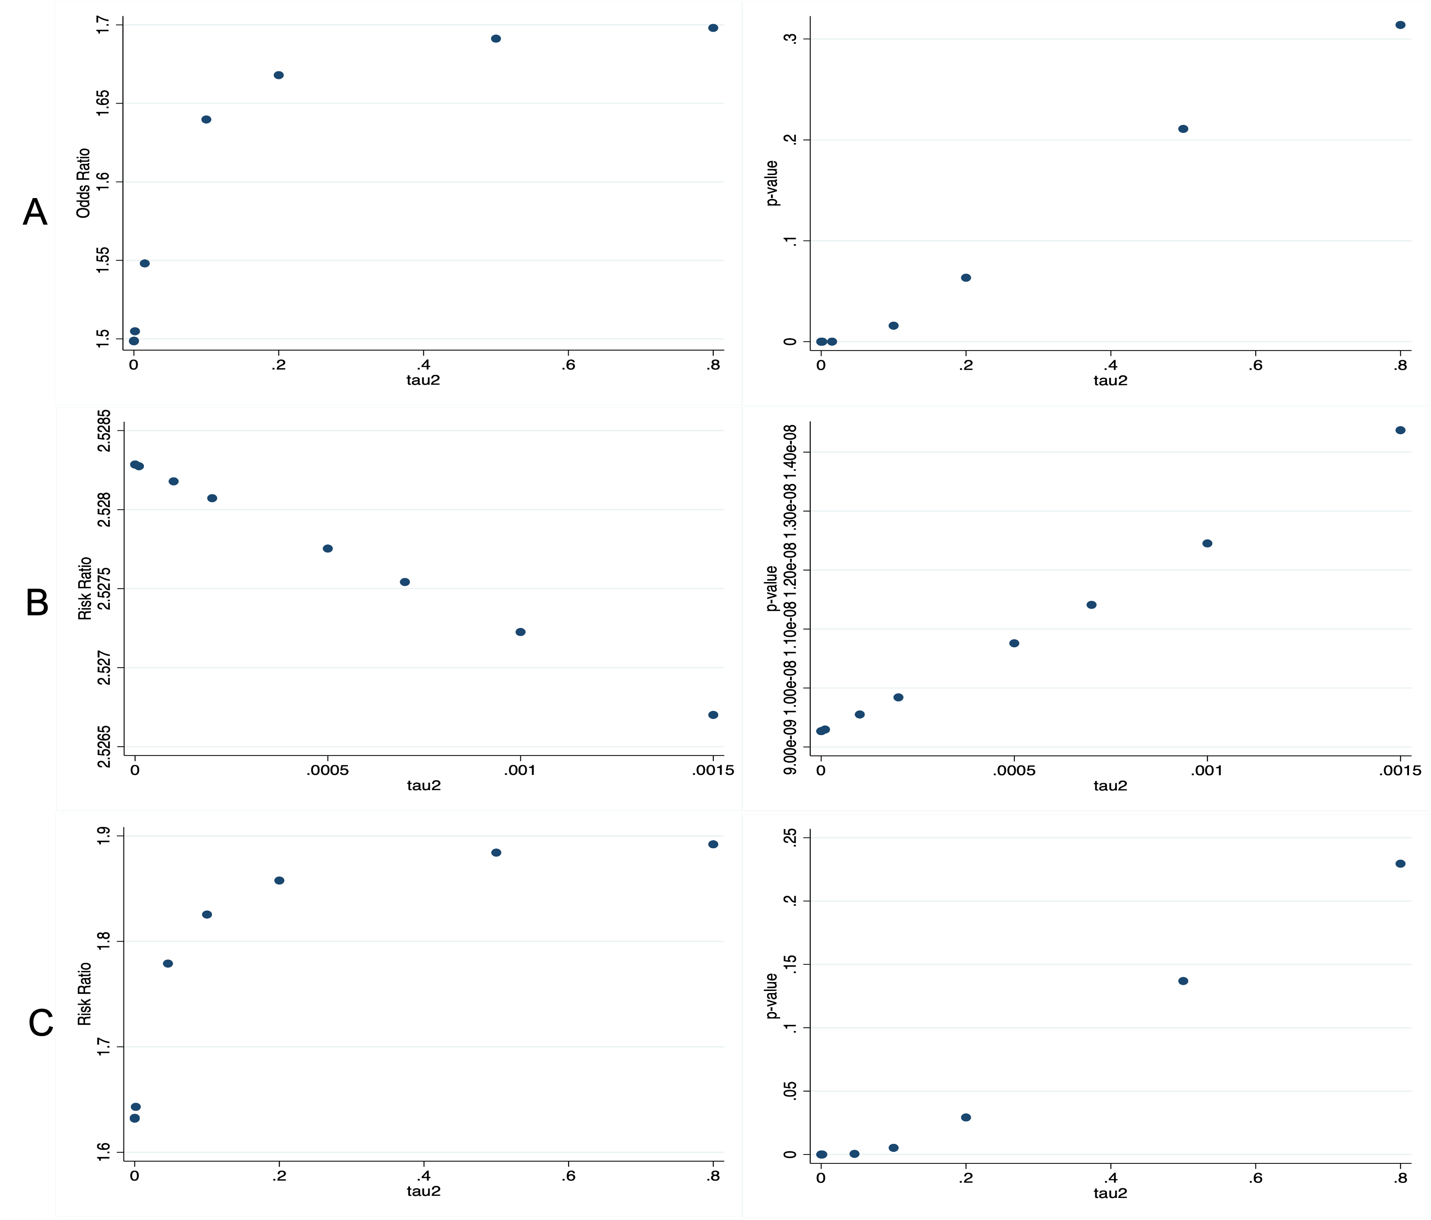 A
Odds Ratio
1.7
1.65
1.6
1.55
1.5
0 .2 .4 .6 .8
tau2
p-value
.3
.2
.1
0
0 .2 .4 .6 .8
tau2
B
Risk Ratio
2.5285
2.528
2.5275
2.527
2.5265
0 .0005 .001 .0015
tau2
p-value
1.40e-08
1.30e-08
1.20e-08
1.10e-08
1.00e-08
9.00e-09
0 .0005 .001 .0015
tau2
C
Risk Ratio
1.9
1.8
1.7
1.6
0 .2 .4 .6 .8
tau2
p-value
.25
.2
.15
.1
.05
0
0 .2 .4 .6 .8
tau2